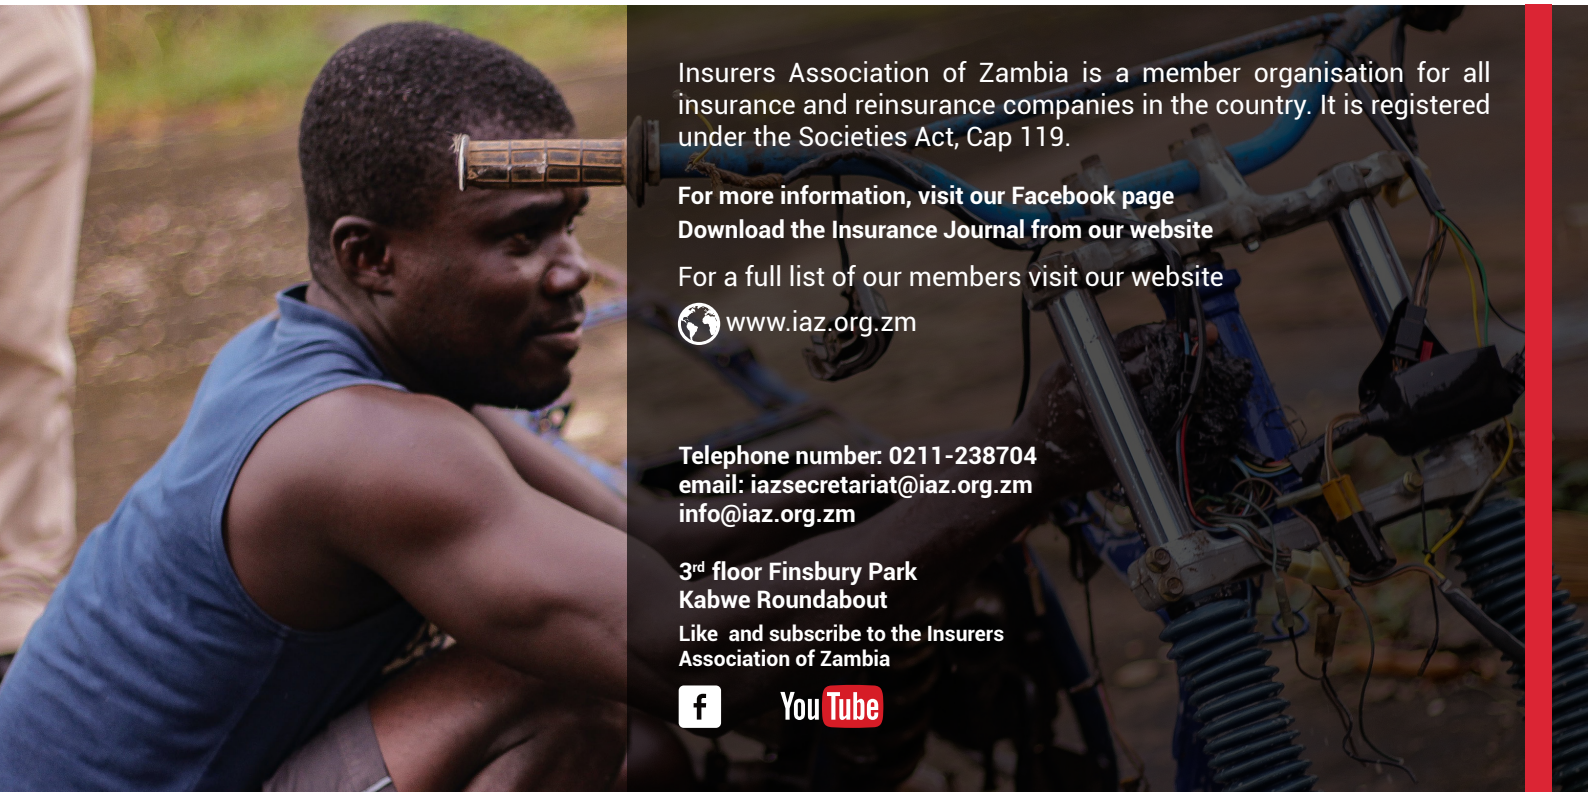 Insurers Association of Zambia is a member organisation for all
insurance and reinsurance companies in the country. It is registered
under the Societies Act, Cap 119.
For more information, visit our Facebook page
Download the Insurance Journal from our website
For a full list of our members visit our website
www.iaz.org.zm
Telephone number: 0211-238704
email: iazsecretariat@iaz.org.zm
info@iaz.org.zm
3rd floor Finsbury Park
Kabwe Roundabout
Like and subscribe to the Insurers
Association of Zambia
f YouTube